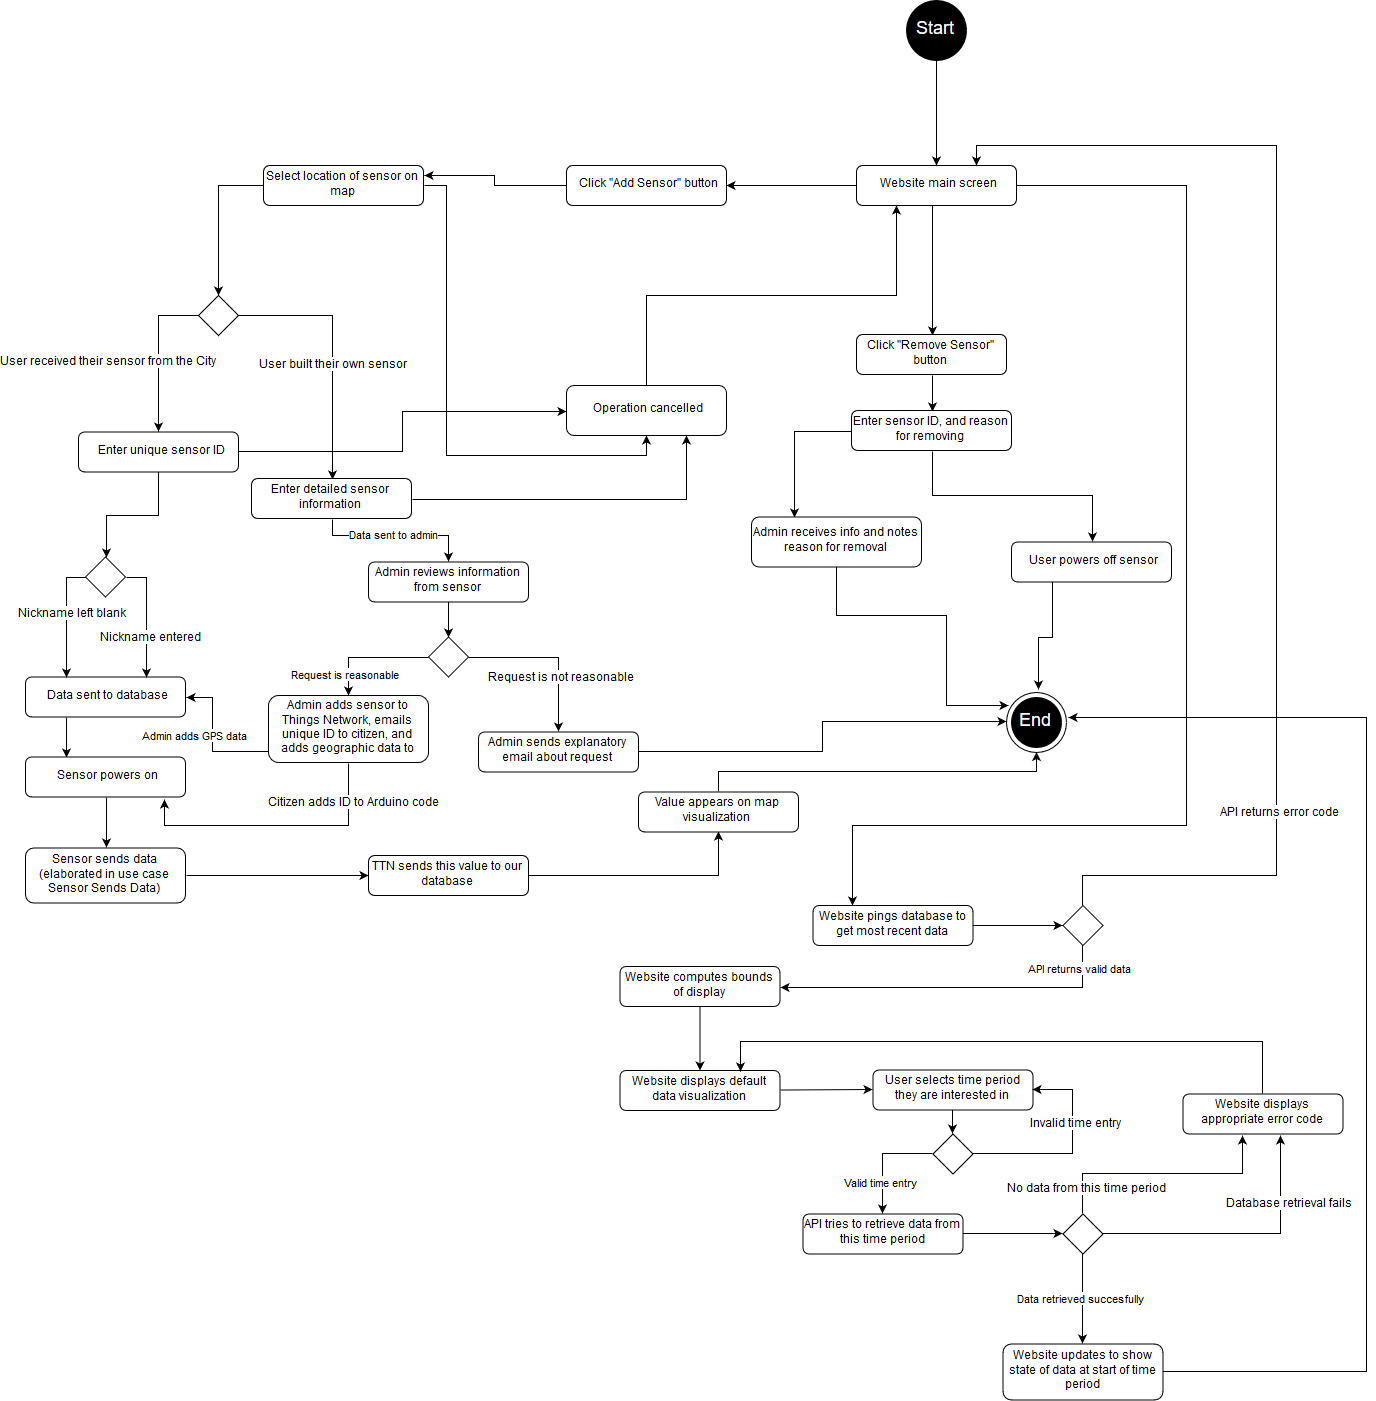 Start
Select location of sensor on
map
Click "Add Sensor" button
Website main screen
User received their sensor from the City
User built their own sensor
Click "Remove Sensor"
button
Operation cancelled
Enter sensor ID, and reason
for removing
Enter unique sensor ID
Enter detailed sensor
information
Data sent to admin
Admin receives info and notes
reason for removal
User powers off sensor
Admin reviews information
from sensor
Nickname left blank
Nickname entered
Request is reasonable
Request is not reasonable
Data sent to database
Admin adds sensor to
Things Network, emails
unique ID to citizen, and
adds geographic data to
Admin adds GPS data
Admin sends explanatory
email about request
End
Sensor powers on
Citizen adds ID to Arduino code
Value appears on map
visualization
API returns error code
Sensor sends data
(elaborated in use case
Sensor Sends Data)
TTN sends this value to our
database
Website pings database to
get most recent data
API returns valid data
Website computes bounds
of display
Website displays default
data visualization
User selects time period
they are interested in
Invalid time entry
Website displays
appropriate error code
Valid time entry
No data from this time period
Database retrieval fails
API tries to retrieve data from
this time period
Data retrieved succesfully
Website updates to show
state of data at start of time
period